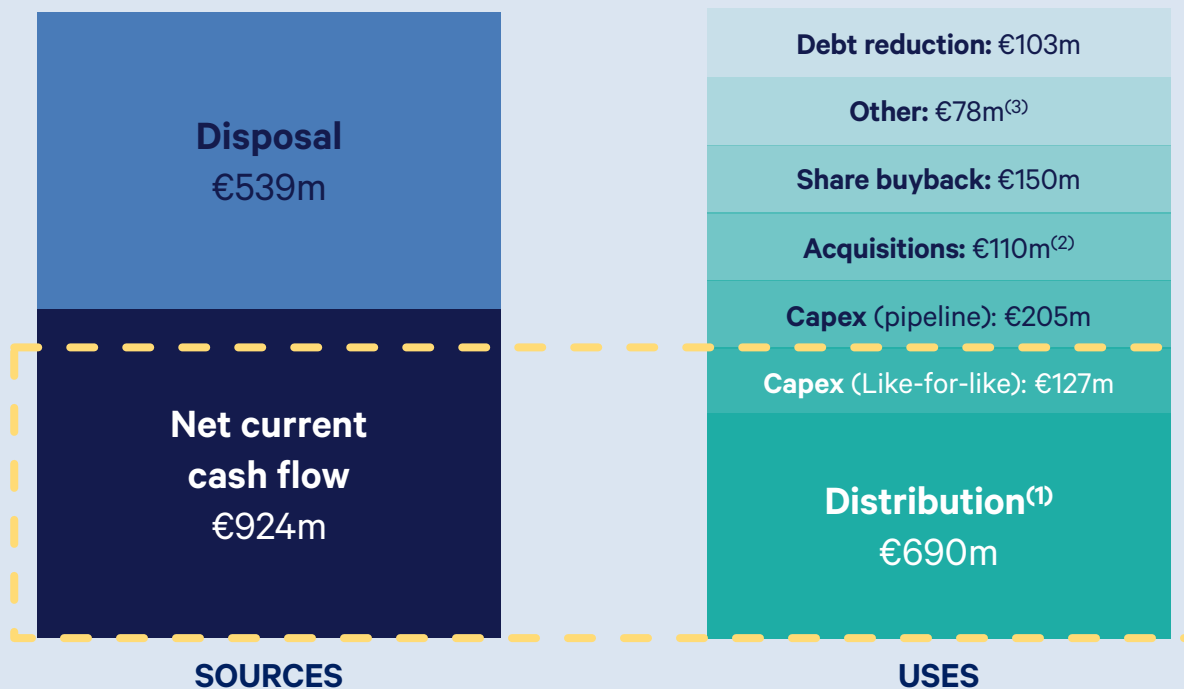 Disposal
€539m
Net current
cash flow
€924m
SOURCES
Debt reduction: €103m
Other: €78m(3)
Share buyback: €150m
Acquisitions: €110m(2)
Capex (pipeline): €205m
Capex (Like-for-like): €127m
Distribution(1)
€690m
USES